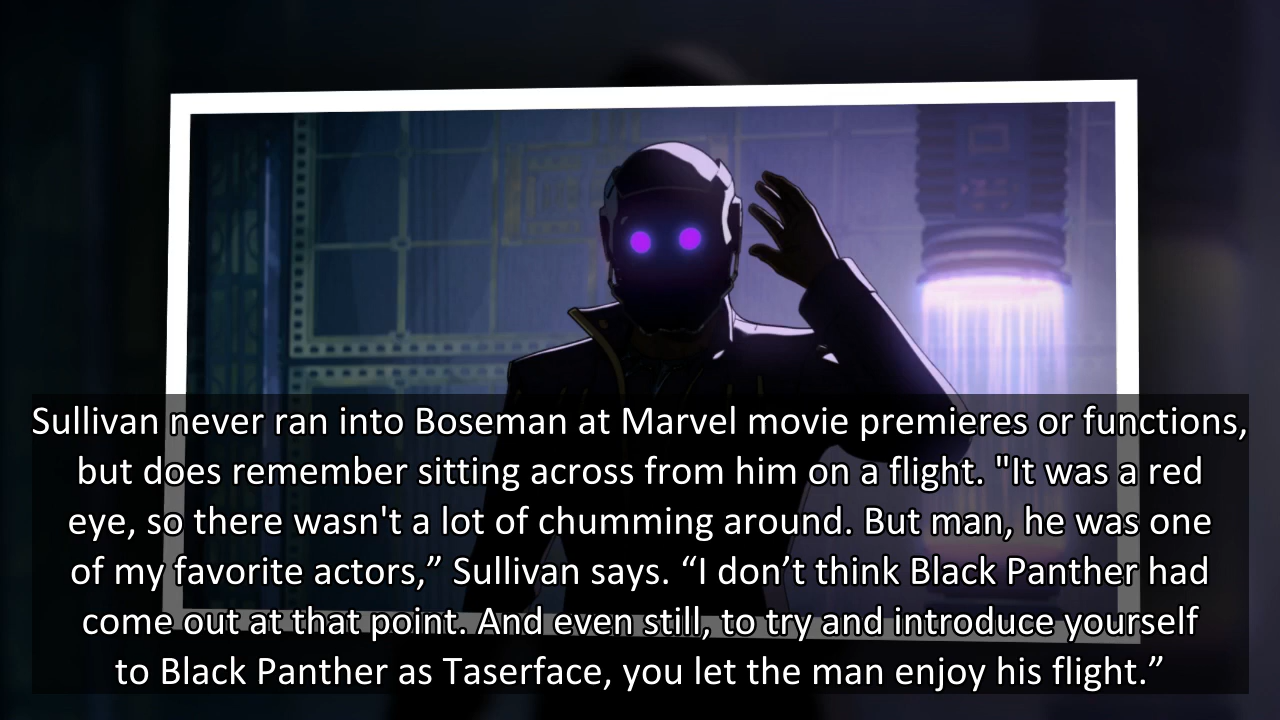 Sullivan never ran into Boseman at Marvel movie premieres or functions,
but does remember sitting across from him on a flight. "It was a red
eye, so there wasn't a lot of chumming around. But man, he was one
of my favorite actors,” Sullivan says. “I don’t think Black Panther had
come out at that point. And even still, to try and introduce yourself
to Black Panther as Taserface, you let the man enjoy his flight.”